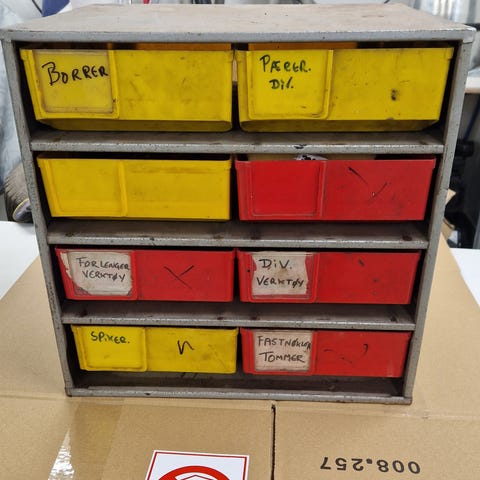 BORRER
PÆRER.
DIV.
FORLENGER
VERKTØY
DIV.
VERKTØY
SPIKER.
n
FASTNØKLER
TOMMER
008.257